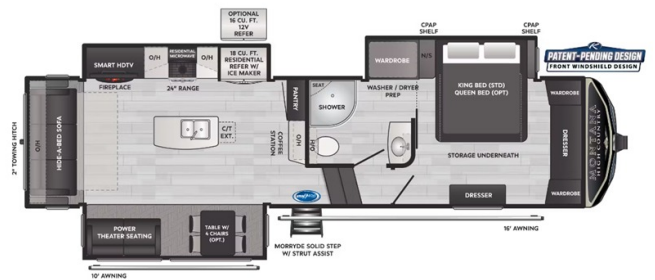 OPTIONAL
16 CU. FT.
12V
REFER
SMART HDTV
O/H
RESIDENTIAL
MICROWAVE
O/H
18 CU. FT.
RESIDENTIAL
REFER W/
ICE MAKER
FIREPLACE
24" RANGE
CPAP
SHELF
CPAP
SHELF
WARDROBE
N/S
WASHER / DRYER
PREP
KING BED (STD)
QUEEN BED (OPT)
PATENT-PENDING DESIGN
FRONT WINDSHIELD DESIGN
2" TOWING HITCH
O/H
HIDE-A-BED SOFA
C/T
EXT.
PANTRY
COFFEE
STATION
O/H
SEAT
SHOWER
O/H
STORAGE UNDERNEATH
DRESSER
WARDROBE
DRESSER
WARDROBE
MONTANA
HIGH COUNTRY
POWER
THEATER SEATING
TABLE W/
4 CHAIRS
(OPT.)
MORRYDE SOLID STEP
W/ STRUT ASSIST
16' AWNING
10' AWNING